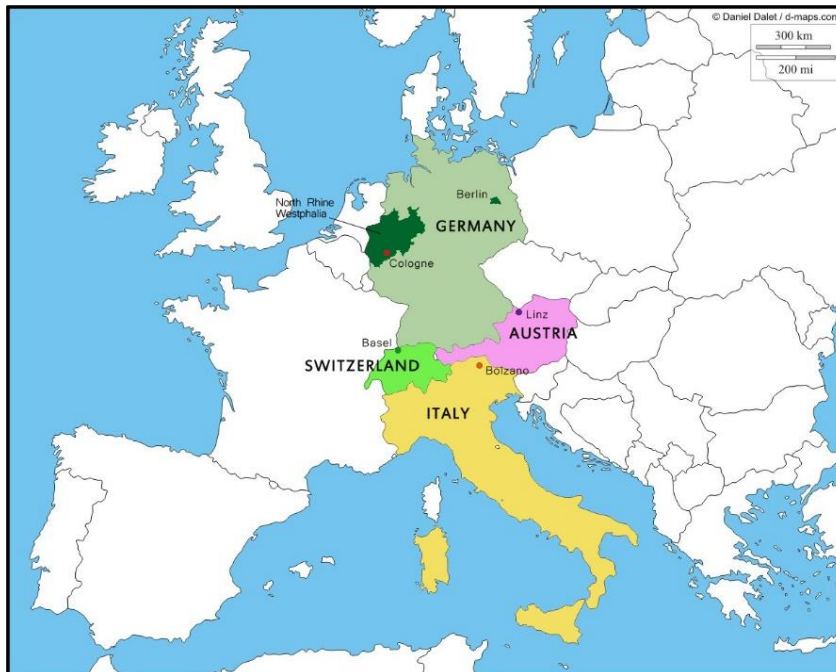 © Daniel Dalet / d-maps.com
300 km
200 mi
Berlin
North Rhine
Westphalia
GERMANY
Cologne
Linz
AUSTRIA
Basel
SWITZERLAND
Bolzano
ITALY